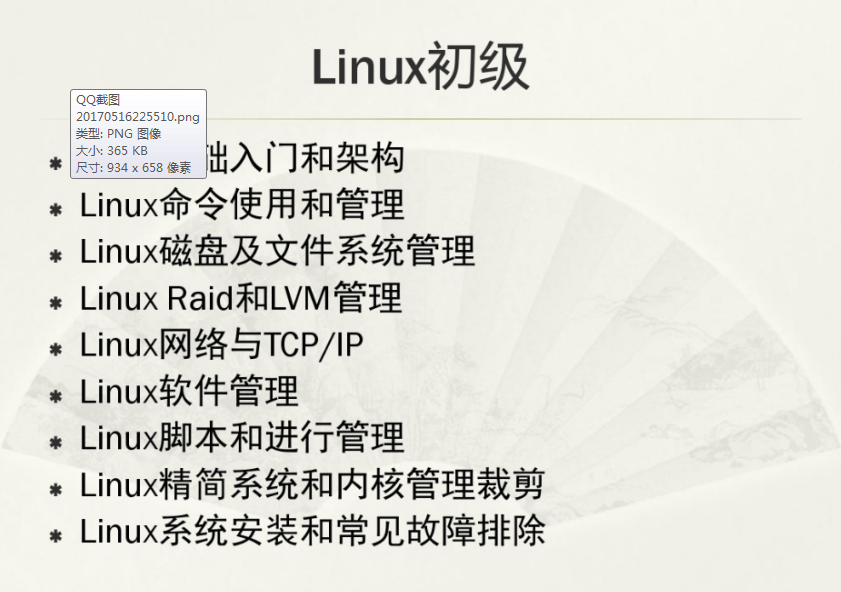 Linux初级
QQ截图
20170516225510.png
类型: PNG 图像
大小: 365 KB
尺寸: 934 x 658 像素
础入门和架构
Linux命令使用和管理
Linux磁盘及文件系统管理
Linux Raid和LVM管理
Linux网络与TCP/IP
Linux软件管理
Linux脚本和进行管理
Linux精简系统和内核管理裁剪
Linux系统安装和常见故障排除